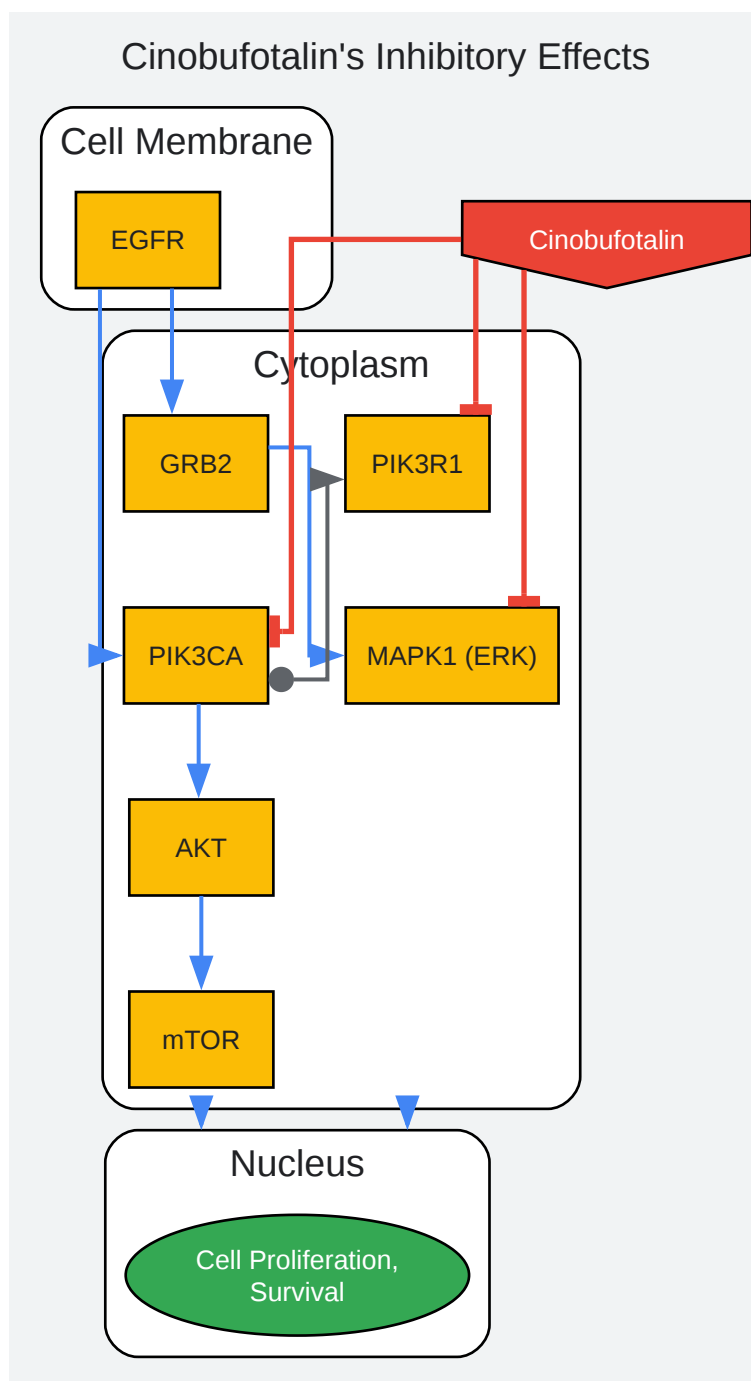 Cinobufotalin's Inhibitory Effects
Cell Membrane
EGFR
Cinobufotalin
Cytoplasm
GRB2
PIK3R1
PIK3CA
MAPK1 (ERK)
AKT
mTOR
Nucleus
Cell Proliferation,
Survival